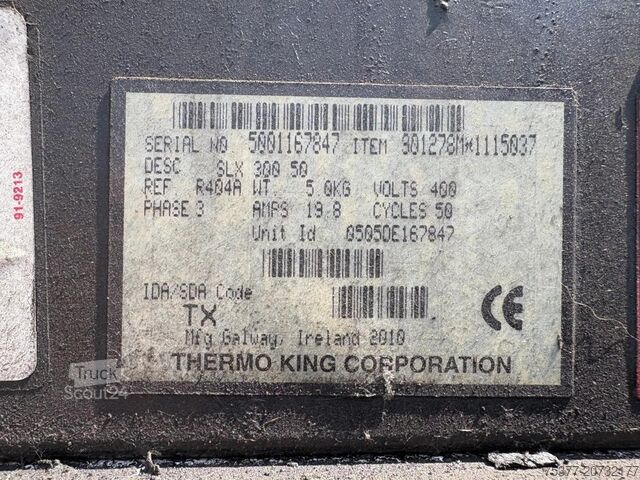 SERIAL NO 5001167847 ITEM 901278M*1115037
DESC SLX 300 50
REF R404A WT. 5.0KG VOLTS 400
PHASE 3 AMPS 19.8 CYCLES 50
Unit Id 0505DE167847
IDA/SDA Code
TX
Mfg Galway, Ireland 2010
THERMO KING CORPORATION
CE
91-9213
Truck
Scout24